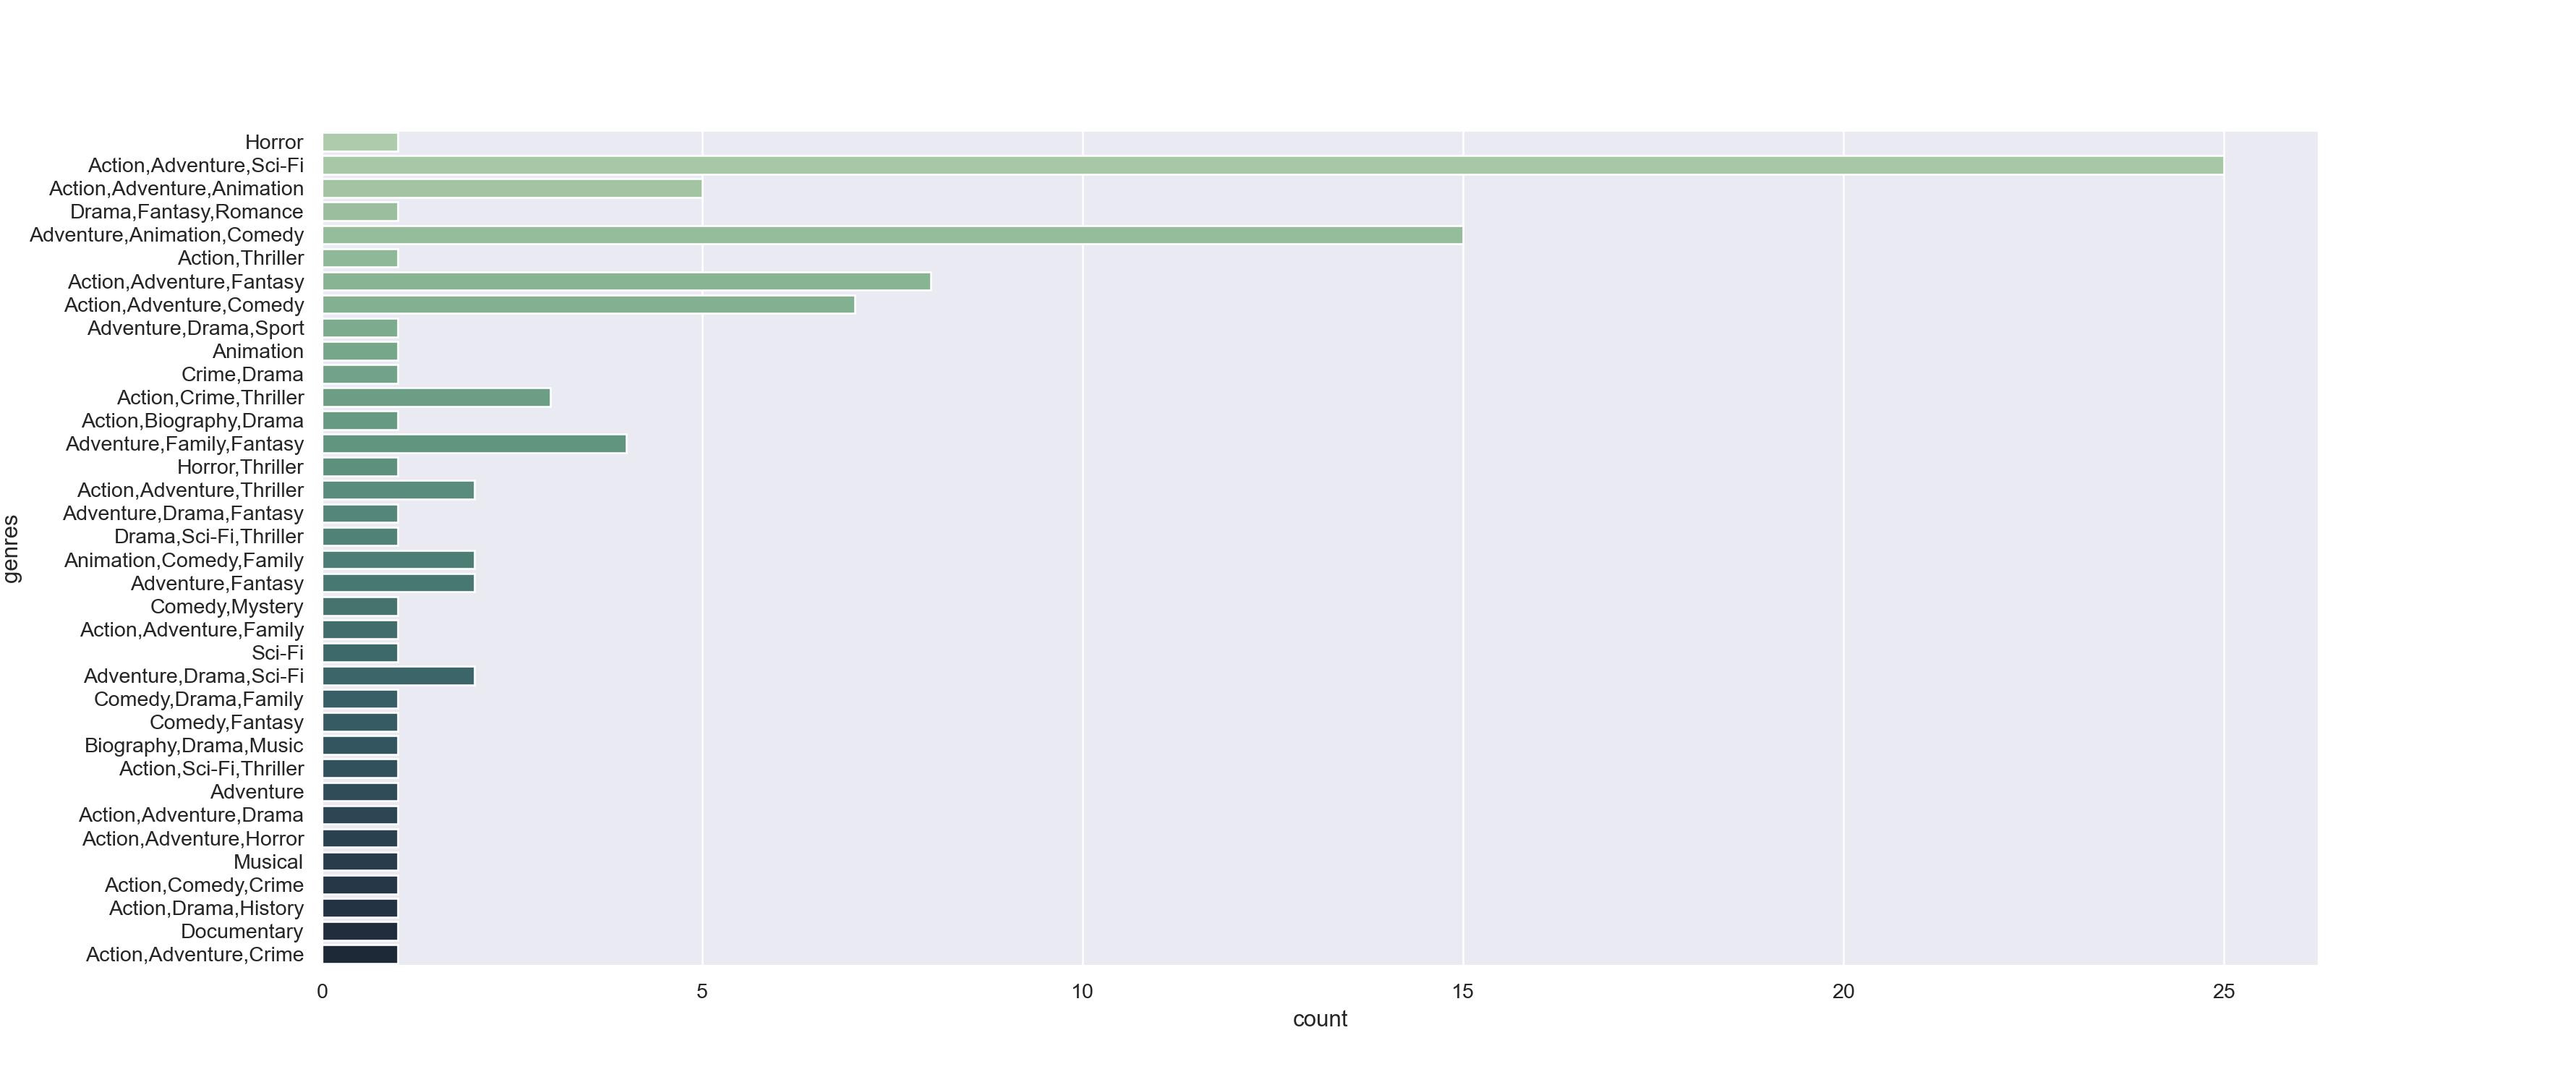 Horror
Action,Adventure,Sci-Fi
Action,Adventure,Animation
Drama,Fantasy,Romance
Adventure,Animation,Comedy
Action,Thriller
Action,Adventure,Fantasy
Action,Adventure,Comedy
Adventure,Drama,Sport
Animation
Crime,Drama
Action,Crime,Thriller
Action,Biography,Drama
Adventure,Family,Fantasy
Horror,Thriller
Action,Adventure,Thriller
Adventure,Drama,Fantasy
Drama,Sci-Fi,Thriller
Animation,Comedy,Family
Adventure,Fantasy
Comedy,Mystery
Action,Adventure,Family
Sci-Fi
Adventure,Drama,Sci-Fi
Comedy,Drama,Family
Comedy,Fantasy
Biography,Drama,Music
Action,Sci-Fi,Thriller
Adventure
Action,Adventure,Drama
Action,Adventure,Horror
Musical
Action,Comedy,Crime
Action,Drama,History
Documentary
Action,Adventure,Crime
genres
0 5 10 15 20 25
count